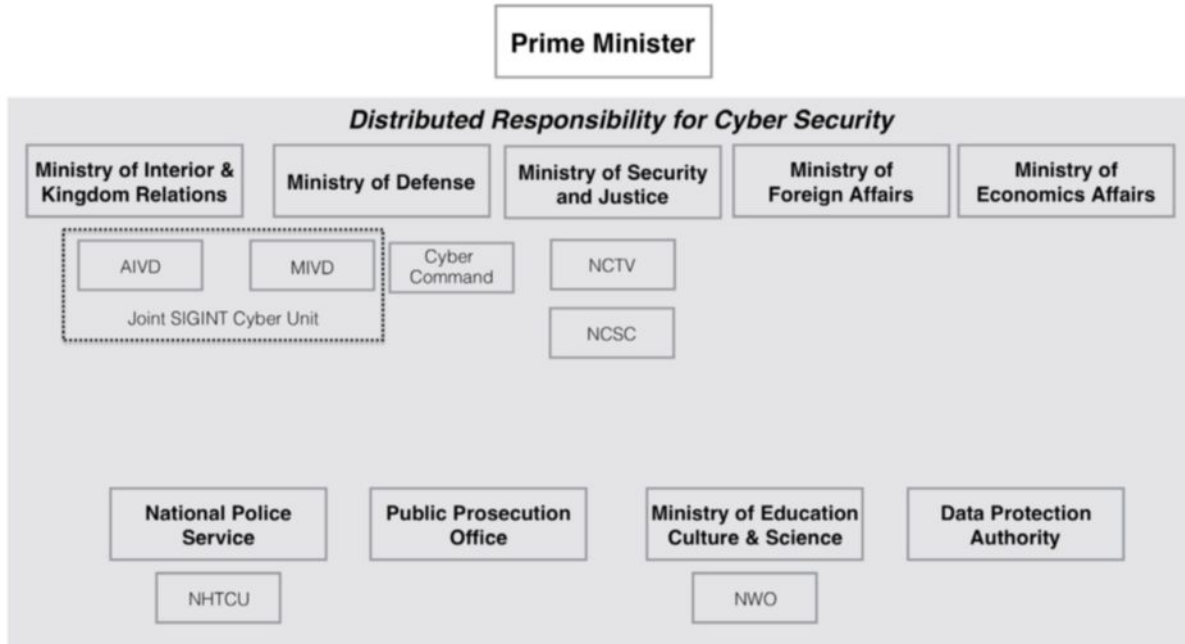 Prime Minister
Distributed Responsibility for Cyber Security
Ministry of Interior &
Kingdom Relations
Ministry of Defense
Ministry of Security
and Justice
Ministry of
Foreign Affairs
Ministry of
Economics Affairs
AIVD
MIVD
Cyber
Command
NCTV
Joint SIGINT Cyber Unit
NCSC
National Police
Service
Public Prosecution
Office
Ministry of Education
Culture & Science
Data Protection
Authority
NHTCU
NWO